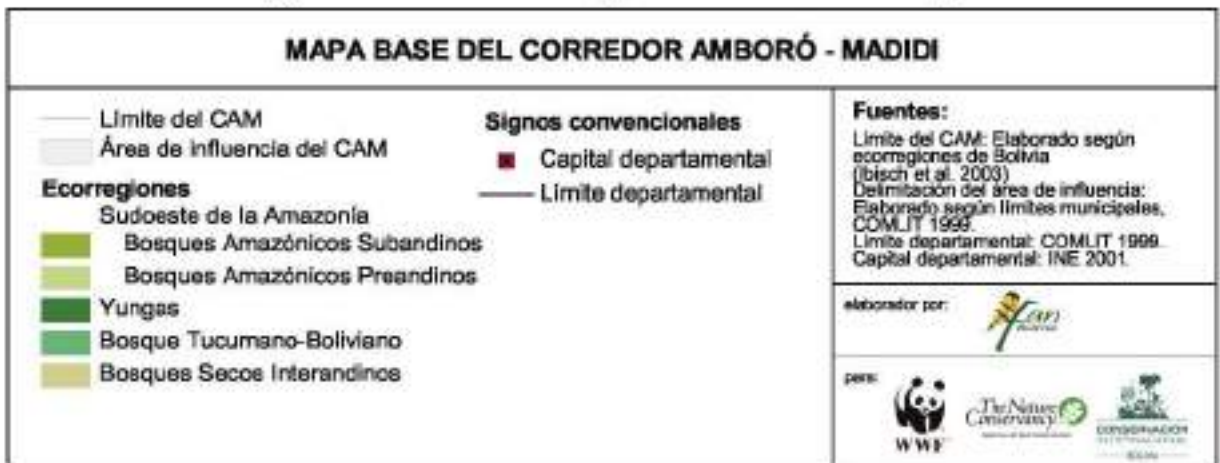 MAPA BASE DEL CORREDOR AMBORÓ - MADIDI
Límite del CAM
Área de influencia del CAM
Ecorregiones
Sudoeste de la Amazonía
Bosques Amazónicos Subandinos
Bosques Amazónicos Preandinos
Yungas
Bosque Tucumano-Boliviano
Bosques Secos Interandinos
Signos convencionales
Capital departamental
Límite departamental
Fuentes:
Límite del CAM: Elaborado según
ecorregiones de Bolivia
(Ibisch et al. 2003)
Delimitación del área de influencia:
Elaborado según límites municipales,
COMLIT 1999.
Límite departamental: COMLIT 1999.
Capital departamental: INE 2001.
elaborador por:
fan
para:
WWF
The Nature
Conservancy
CONSERVACIÓN
INTERNACIONAL